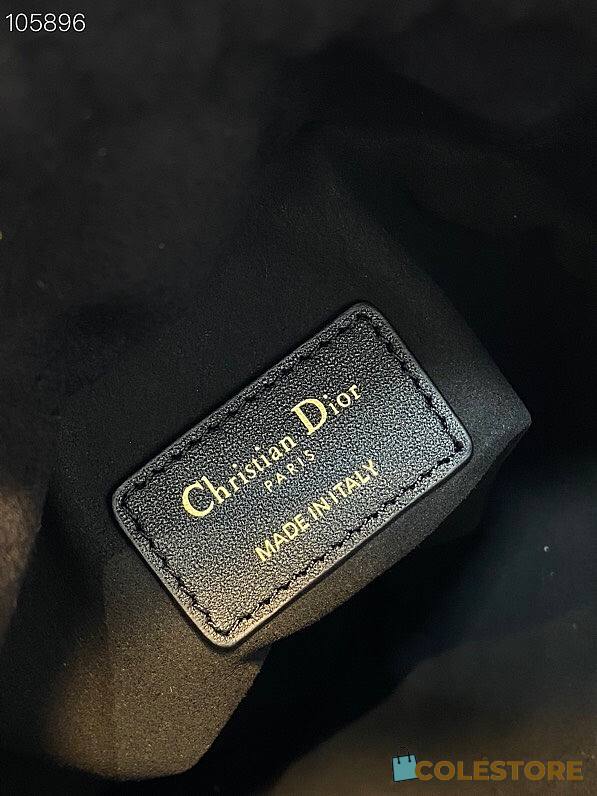 105896
Christian Dior
PARIS
MADE IN ITALY
COLESTORE